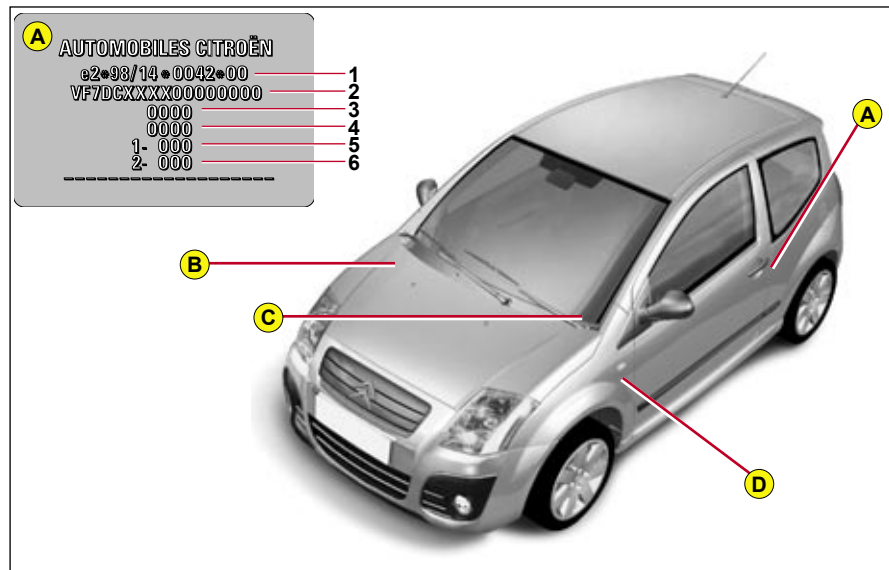 A
AUTOMOBILES CITROËN
e2*98/14*0042*00 1
VF7DCXXXX00000000 2
0000 3
0000 4
1- 000 5
2- 000 6
A
B
C
D